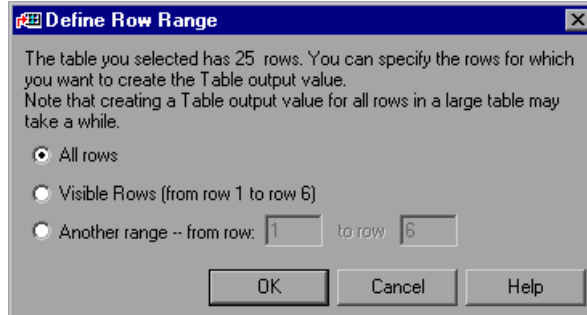 Define Row Range
The table you selected has 25 rows. You can specify the rows for which
you want to create the Table output value.
Note that creating a Table output value for all rows in a large table may
take a while.
All rows
Visible Rows (from row 1 to row 6)
Another range -- from row: 1 to row 6
OK Cancel Help